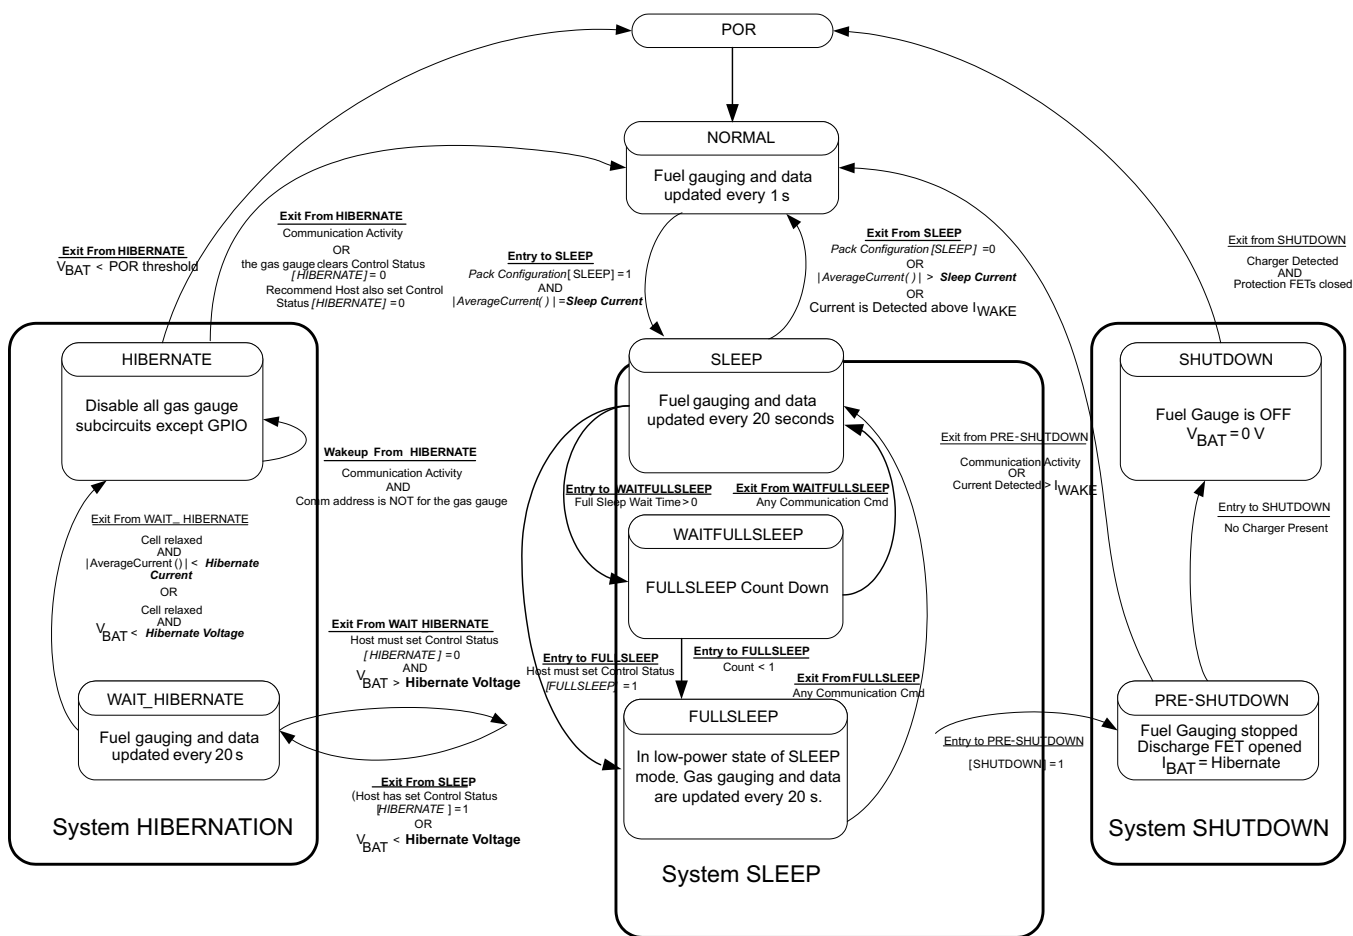 POR
NORMAL
Fuel gauging and data
updated every 1 s
Exit From HIBERNATE
Communication Activity
OR
the gas gauge clears Control Status
[HIBERNATE] = 0
Recommend Host also set Control
Status [HIBERNATE] = 0
Exit From HIBERNATE
VBAT < POR threshold
Entry to SLEEP
Pack Configuration[ SLEEP] = 1
AND
|AverageCurrent( ) | = Sleep Current
Exit From SLEEP
Pack Configuration [SLEEP] = 0
OR
|AverageCurrent( ) | > Sleep Current
OR
Current is Detected above IWAKE
Exit from SHUTDOWN
Charger Detected
AND
Protection FETs closed
HIBERNATE
Disable all gas gauge
subcircuits except GPIO
Wakeup From HIBERNATE
Communication Activity
AND
Comm address is NOT for the gas gauge
Exit From WAIT_ HIBERNATE
Cell relaxed
AND
|AverageCurrent ()| < Hibernate
Current
OR
Cell relaxed
AND
VBAT < Hibernate Voltage
WAIT_HIBERNATE
Fuel gauging and data
updated every 20 s
System HIBERNATION
Exit From WAIT HIBERNATE
Host must set Control Status
[HIBERNATE ] = 0
AND
VBAT > Hibernate Voltage
Exit From SLEEP
(Host has set Control Status
[HIBERNATE ] = 1
OR
VBAT < Hibernate Voltage
SLEEP
Fuel gauging and data
updated every 20 seconds
Entry to WAITFULLSLEEP
Full Sleep Wait Time > 0
Exit From WAITFULLSLEEP
Any Communication Cmd
WAITFULLSLEEP
FULLSLEEP Count Down
Entry to FULLSLEEP
Host must set Control Status
[FULLSLEEP] = 1
Entry to FULLSLEEP
Count < 1
Exit From FULLSLEEP
Any Communication Cmd
FULLSLEEP
In low-power state of SLEEP
mode. Gas gauging and data
are updated every 20 s.
System SLEEP
Exit from PRE-SHUTDOWN
Communication Activity
OR
Current Detected > IWAKE
Entry to PRE-SHUTDOWN
[SHUTDOWN] = 1
SHUTDOWN
Fuel Gauge is OFF
VBAT = 0 V
Entry to SHUTDOWN
No Charger Present
PRE-SHUTDOWN
Fuel Gauging stopped
Discharge FET opened
IBAT = Hibernate
System SHUTDOWN